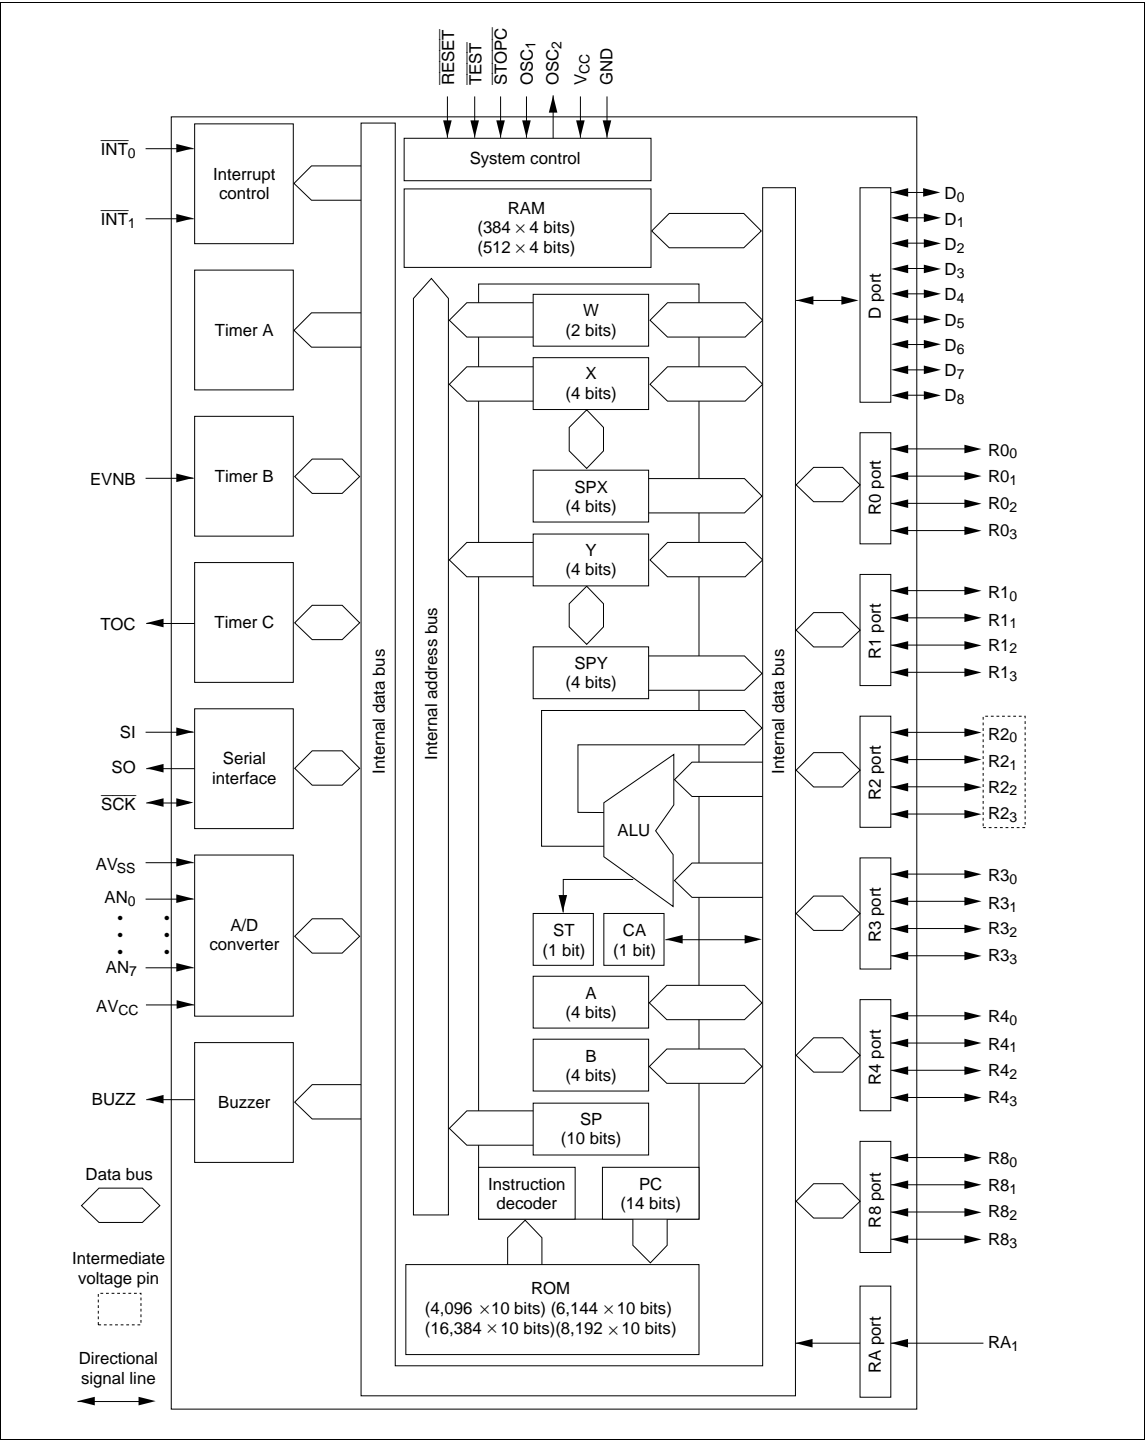 RESET
TEST
STOPC
OSC1
OSC2
VCC
GND
INT0
INT1
Interrupt
control
Timer A
EVNB
Timer B
TOC
Timer C
SI
SO
SCK
Serial
interface
AVSS
AN0
AN7
AVCC
A/D
converter
BUZZ
Buzzer
Data bus
Intermediate
voltage pin
Directional
signal line
Internal data bus
Internal address bus
System control
RAM
(384 × 4 bits)
(512 × 4 bits)
W
(2 bits)
X
(4 bits)
SPX
(4 bits)
Y
(4 bits)
SPY
(4 bits)
ALU
ST
(1 bit)
CA
(1 bit)
A
(4 bits)
B
(4 bits)
SP
(10 bits)
Instruction
decoder
PC
(14 bits)
ROM
(4,096 ×10 bits) (6,144 × 10 bits)
(16,384 × 10 bits)(8,192 × 10 bits)
Internal data bus
D port
D0
D1
D2
D3
D4
D5
D6
D7
D8
R0 port
R00
R01
R02
R03
R1 port
R10
R11
R12
R13
R2 port
R20
R21
R22
R23
R3 port
R30
R31
R32
R33
R4 port
R40
R41
R42
R43
R8 port
R80
R81
R82
R83
RA port
RA1